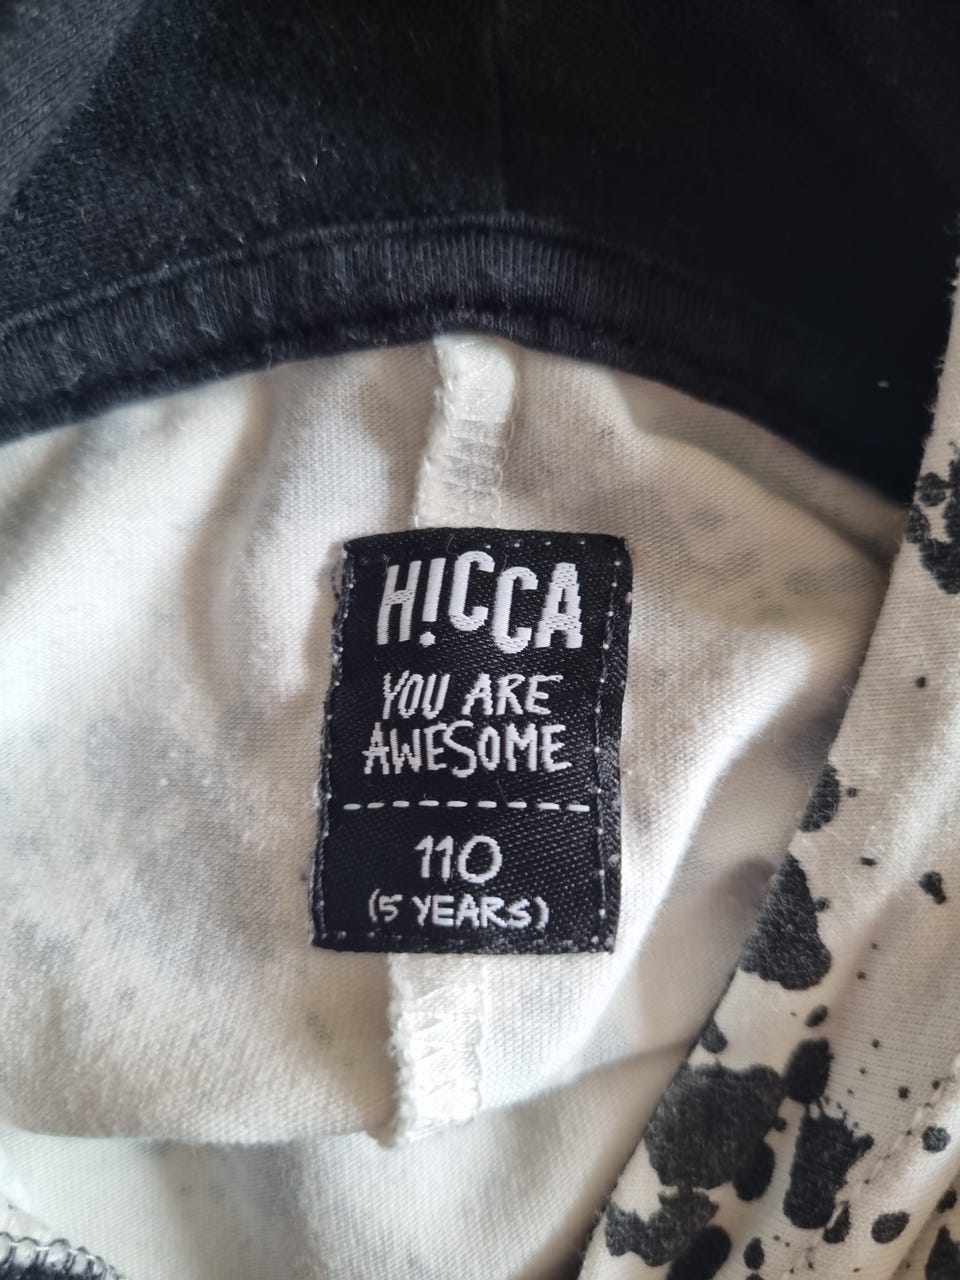 H!CCA
YOU ARE
AWESOME
110
(5 YEARS)